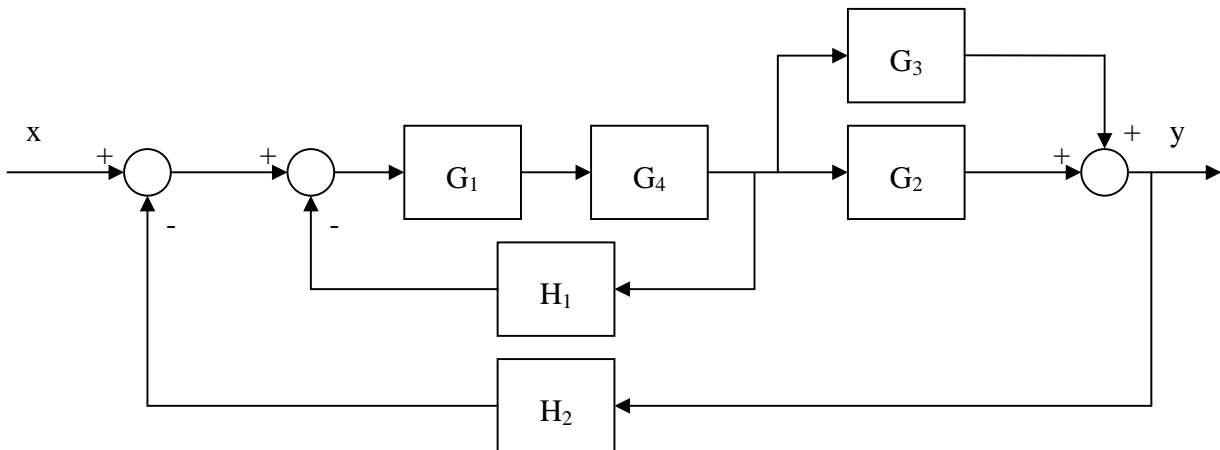 G₃
x
+
+
G₁
G₄
G₂
+
+
y
-
-
H₁
H₂